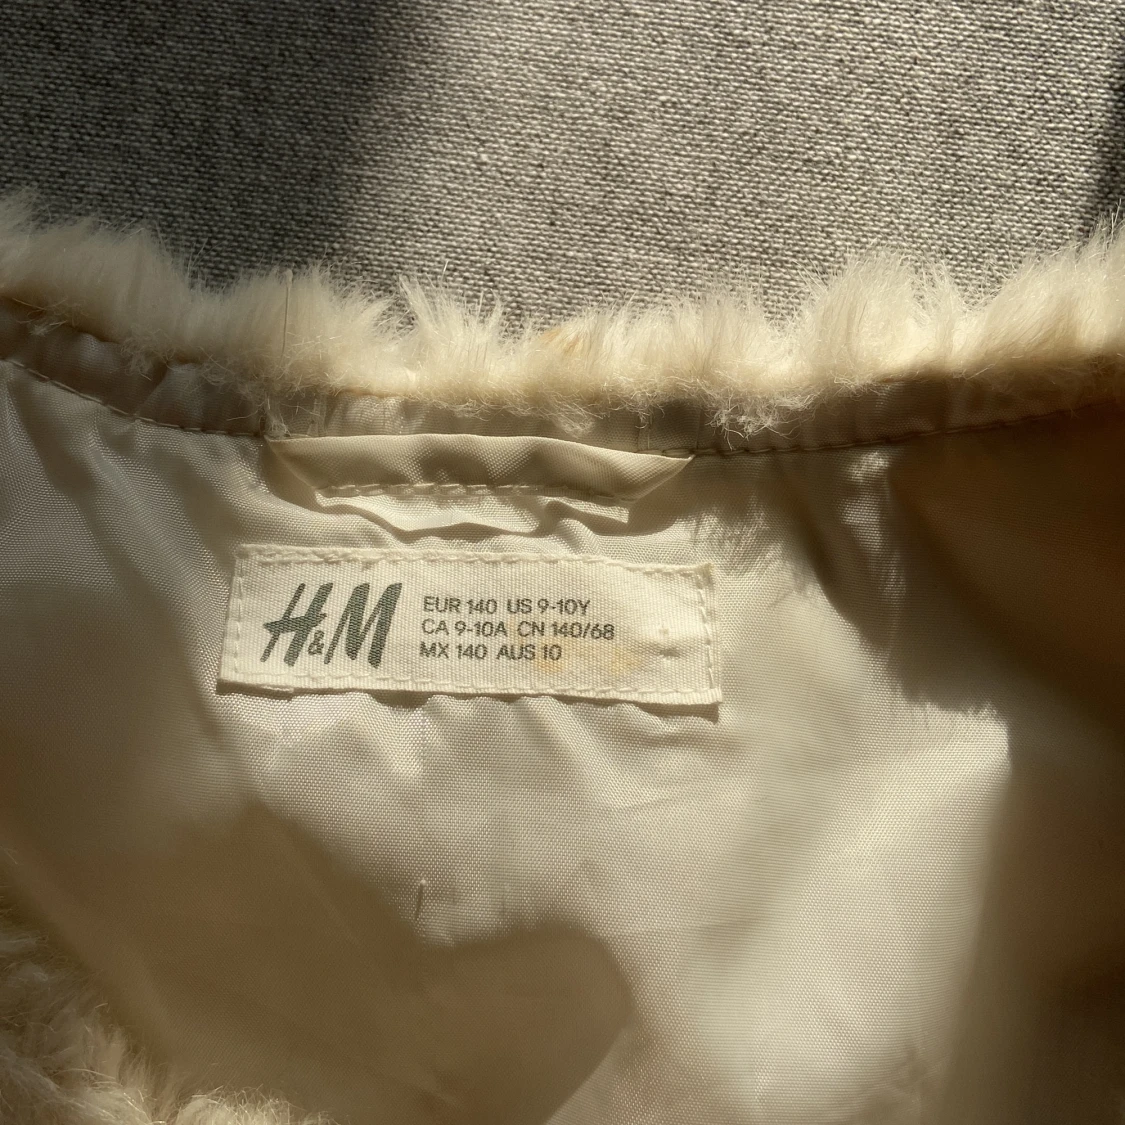 H&M
EUR 140 US 9-10Y
CA 9-10A CN 140/68
MX 140 AUS 10